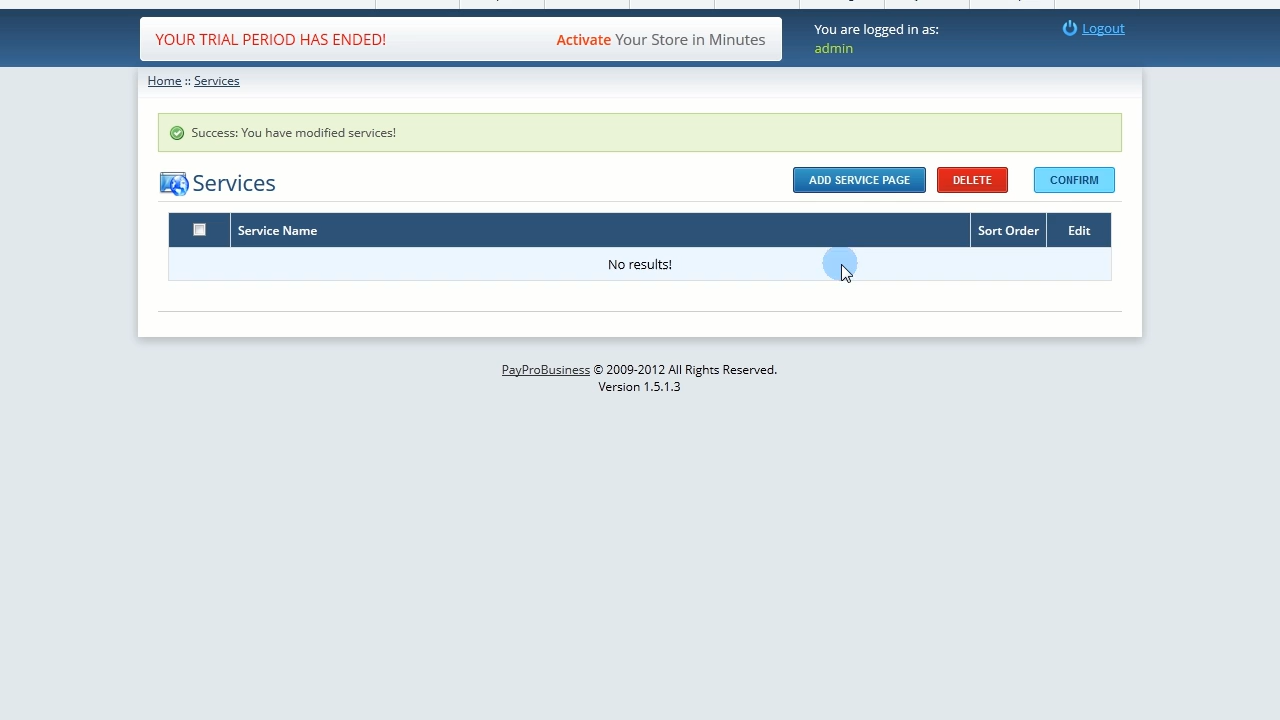 YOUR TRIAL PERIOD HAS ENDED! Activate Your Store in Minutes
You are logged in as:
admin
Logout
Home :: Services
Success: You have modified services!
Services
ADD SERVICE PAGE DELETE CONFIRM
Service Name Sort Order Edit
No results!
PayProBusiness © 2009-2012 All Rights Reserved.
Version 1.5.1.3